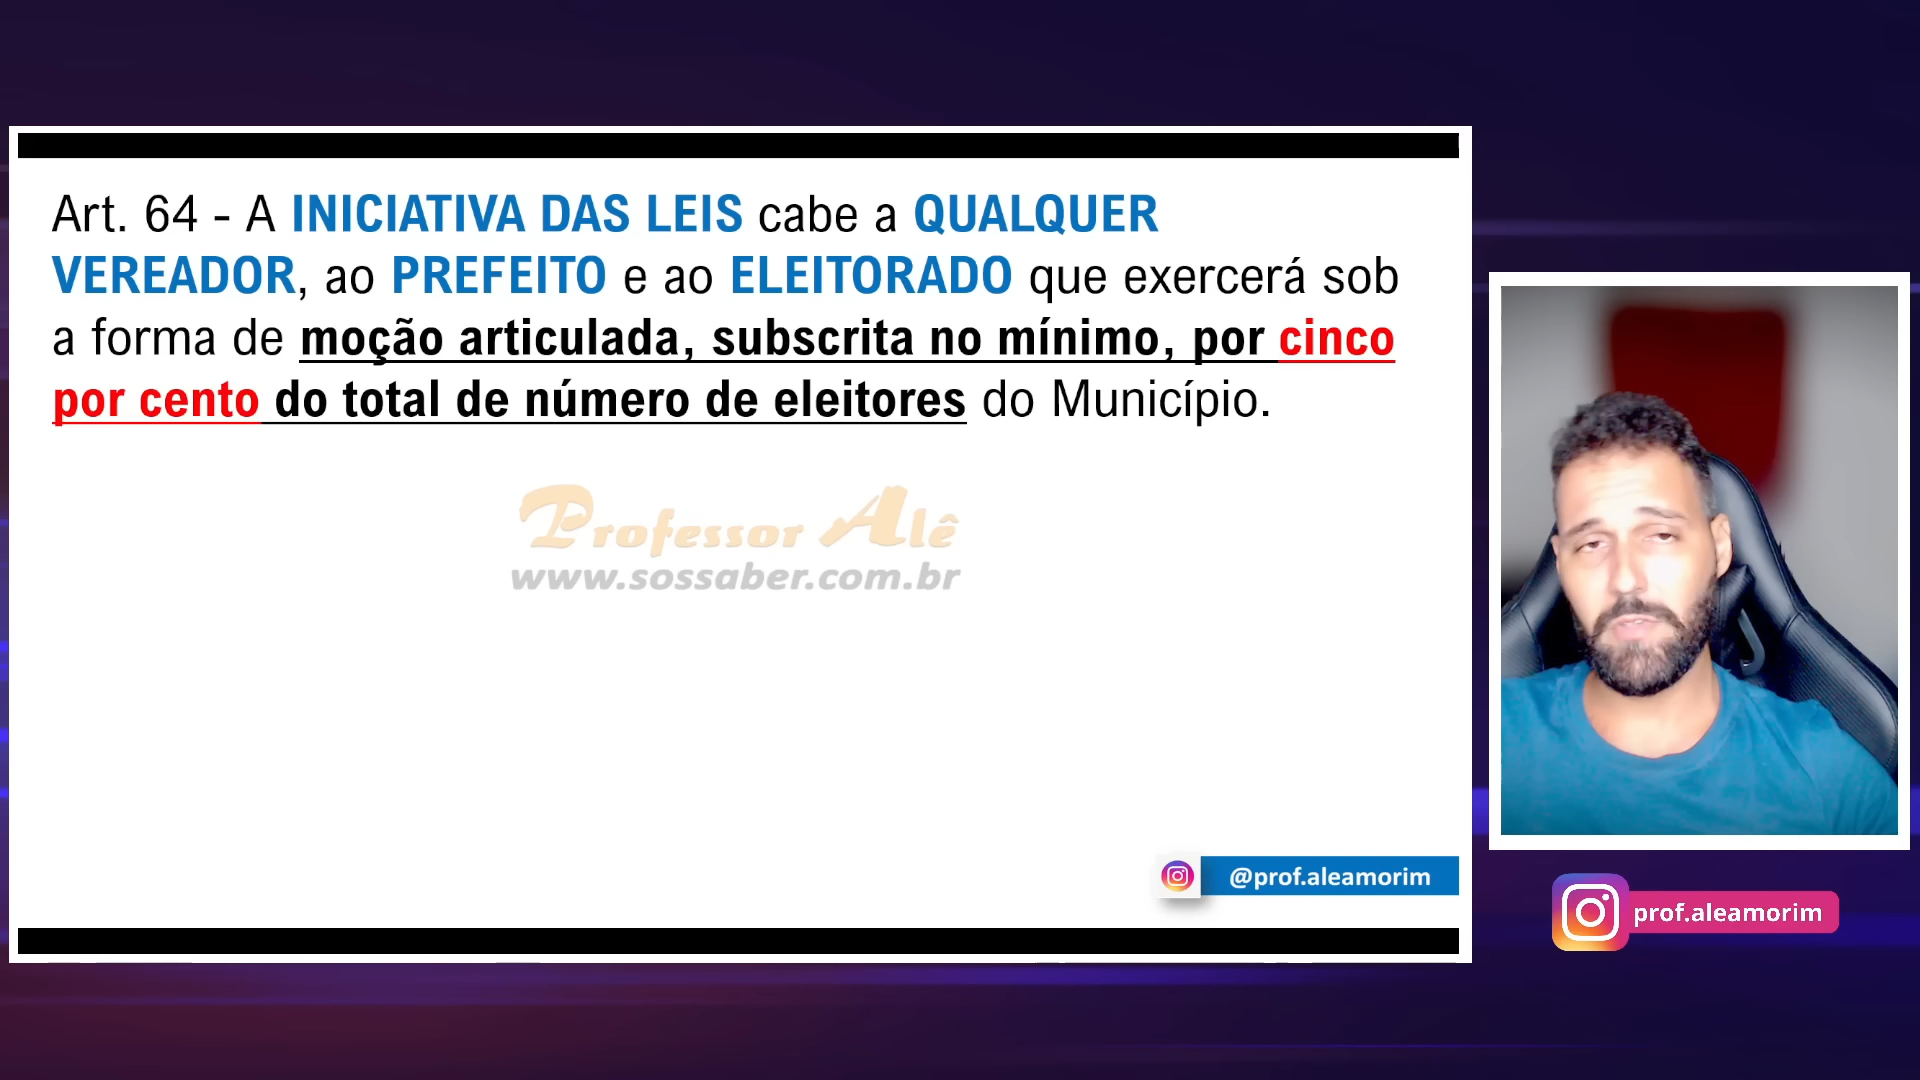 Art. 64 - A INICIATIVA DAS LEIS cabe a QUALQUER
VEREADOR, ao PREFEITO e ao ELEITORADO que exercerá sob
a forma de moção articulada, subscrita no mínimo, por cinco
por cento do total de número de eleitores do Município.
Professor Alê
www.sossaber.com.br
@prof.aleamorim
prof.aleamorim